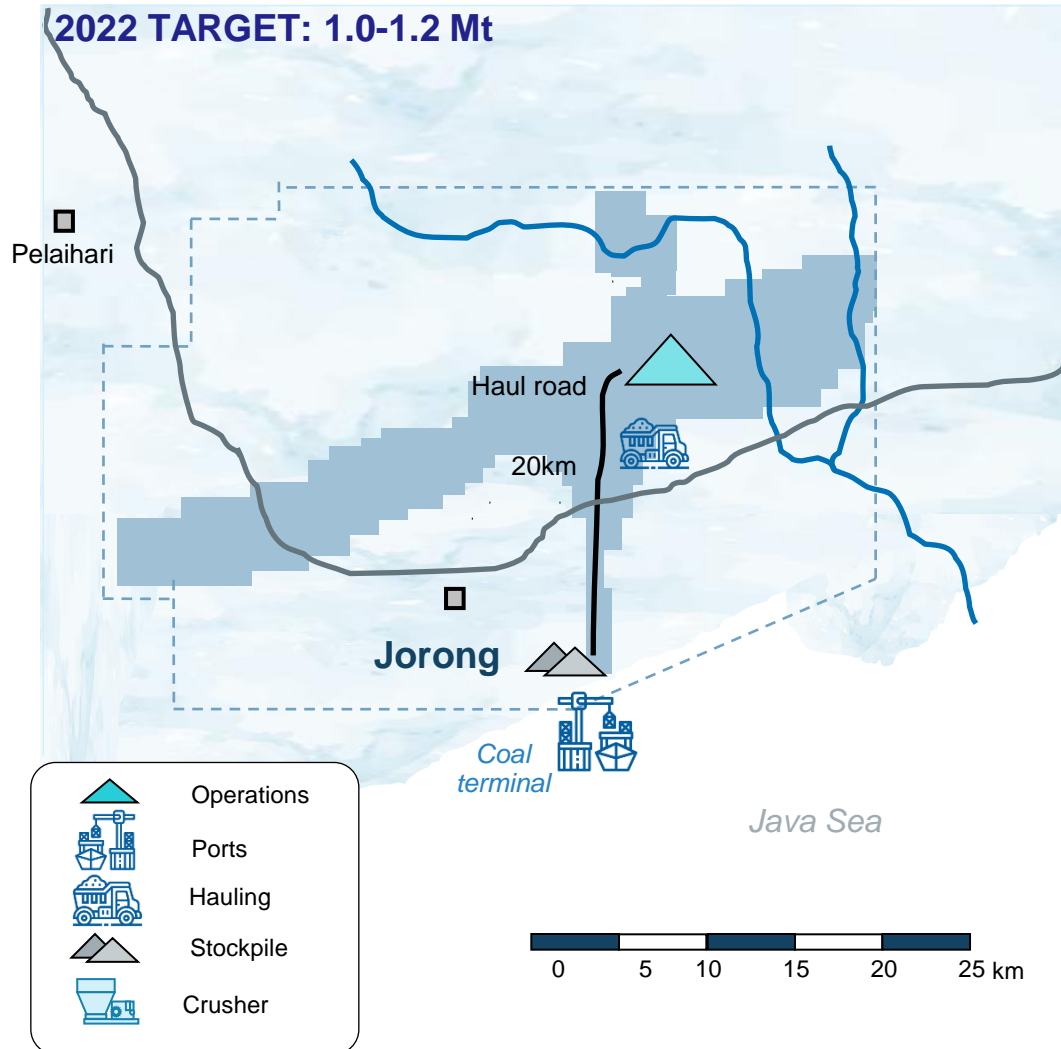 2022 TARGET: 1.0-1.2 Mt
Pelaihari
Haul road
20km
Jorong
Coal
terminal
Java Sea
Operations
Ports
Hauling
Stockpile
Crusher
0 5 10 15 20 25 km